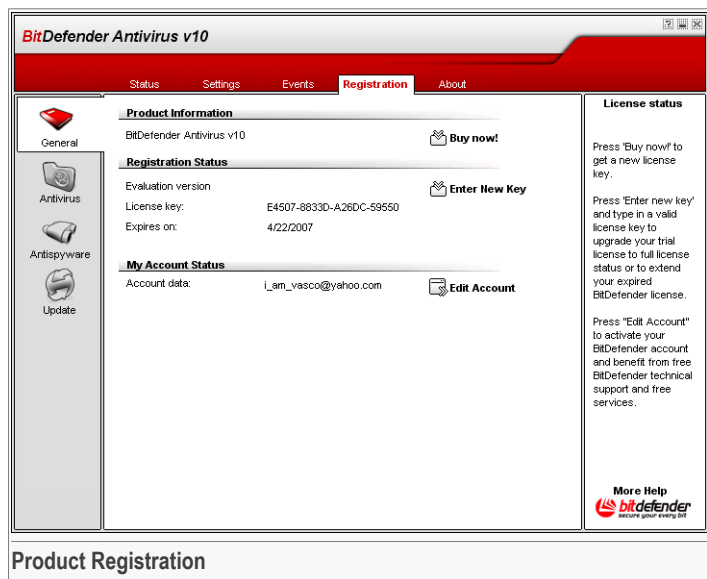 BitDefender Antivirus v10
Status Settings Events Registration About
General
Antivirus
Antispyware
Update
Product Information
BitDefender Antivirus v10
Buy now!
Registration Status
Evaluation version
Enter New Key
License key: E4507-8833D-A26DC-59550
Expires on: 4/22/2007
My Account Status
Account data: i_am_vasco@yahoo.com
Edit Account
License status
Press 'Buy now!' to
get a new license
key.
Press 'Enter new key'
and type in a valid
license key to
upgrade your trial
license to full license
status or to extend
your expired
BitDefender license.
Press "Edit Account"
to activate your
BitDefender account
and benefit from free
BitDefender technical
support and free
services.
More Help
bitdefender
secure your every bit
Product Registration